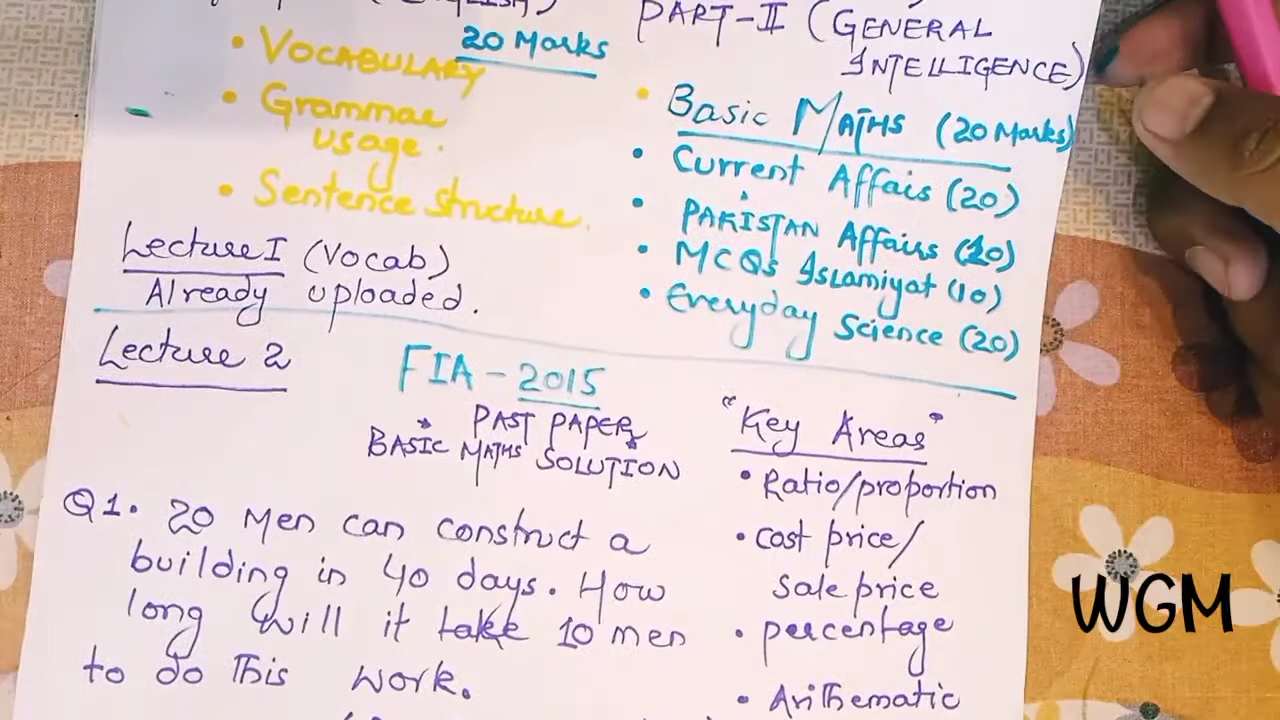 (ENGLISH)
20 Marks
• VOCABULARY
• Grammar
usage.
• Sentence structure.
Lecture I (Vocab)
Already uploaded.
PART-II (GENERAL
INTELLIGENCE)
• Basic MATHS (20 Marks)
• Current Affais (20)
• PAKISTAN Affairs (10)
• MCQs Islamiyat (10)
• Everyday Science (20)
Lecture 2
FIA - 2015
PAST PAPER
BASIC MATHS SOLUTION
Q1. 20 Men can construct a
building in 40 days. How
long will it take 10 men
to do This work.
"Key Areas"
• Ratio/proportion
• cost price/
sale price
• percentage
• Arithematic
WGM